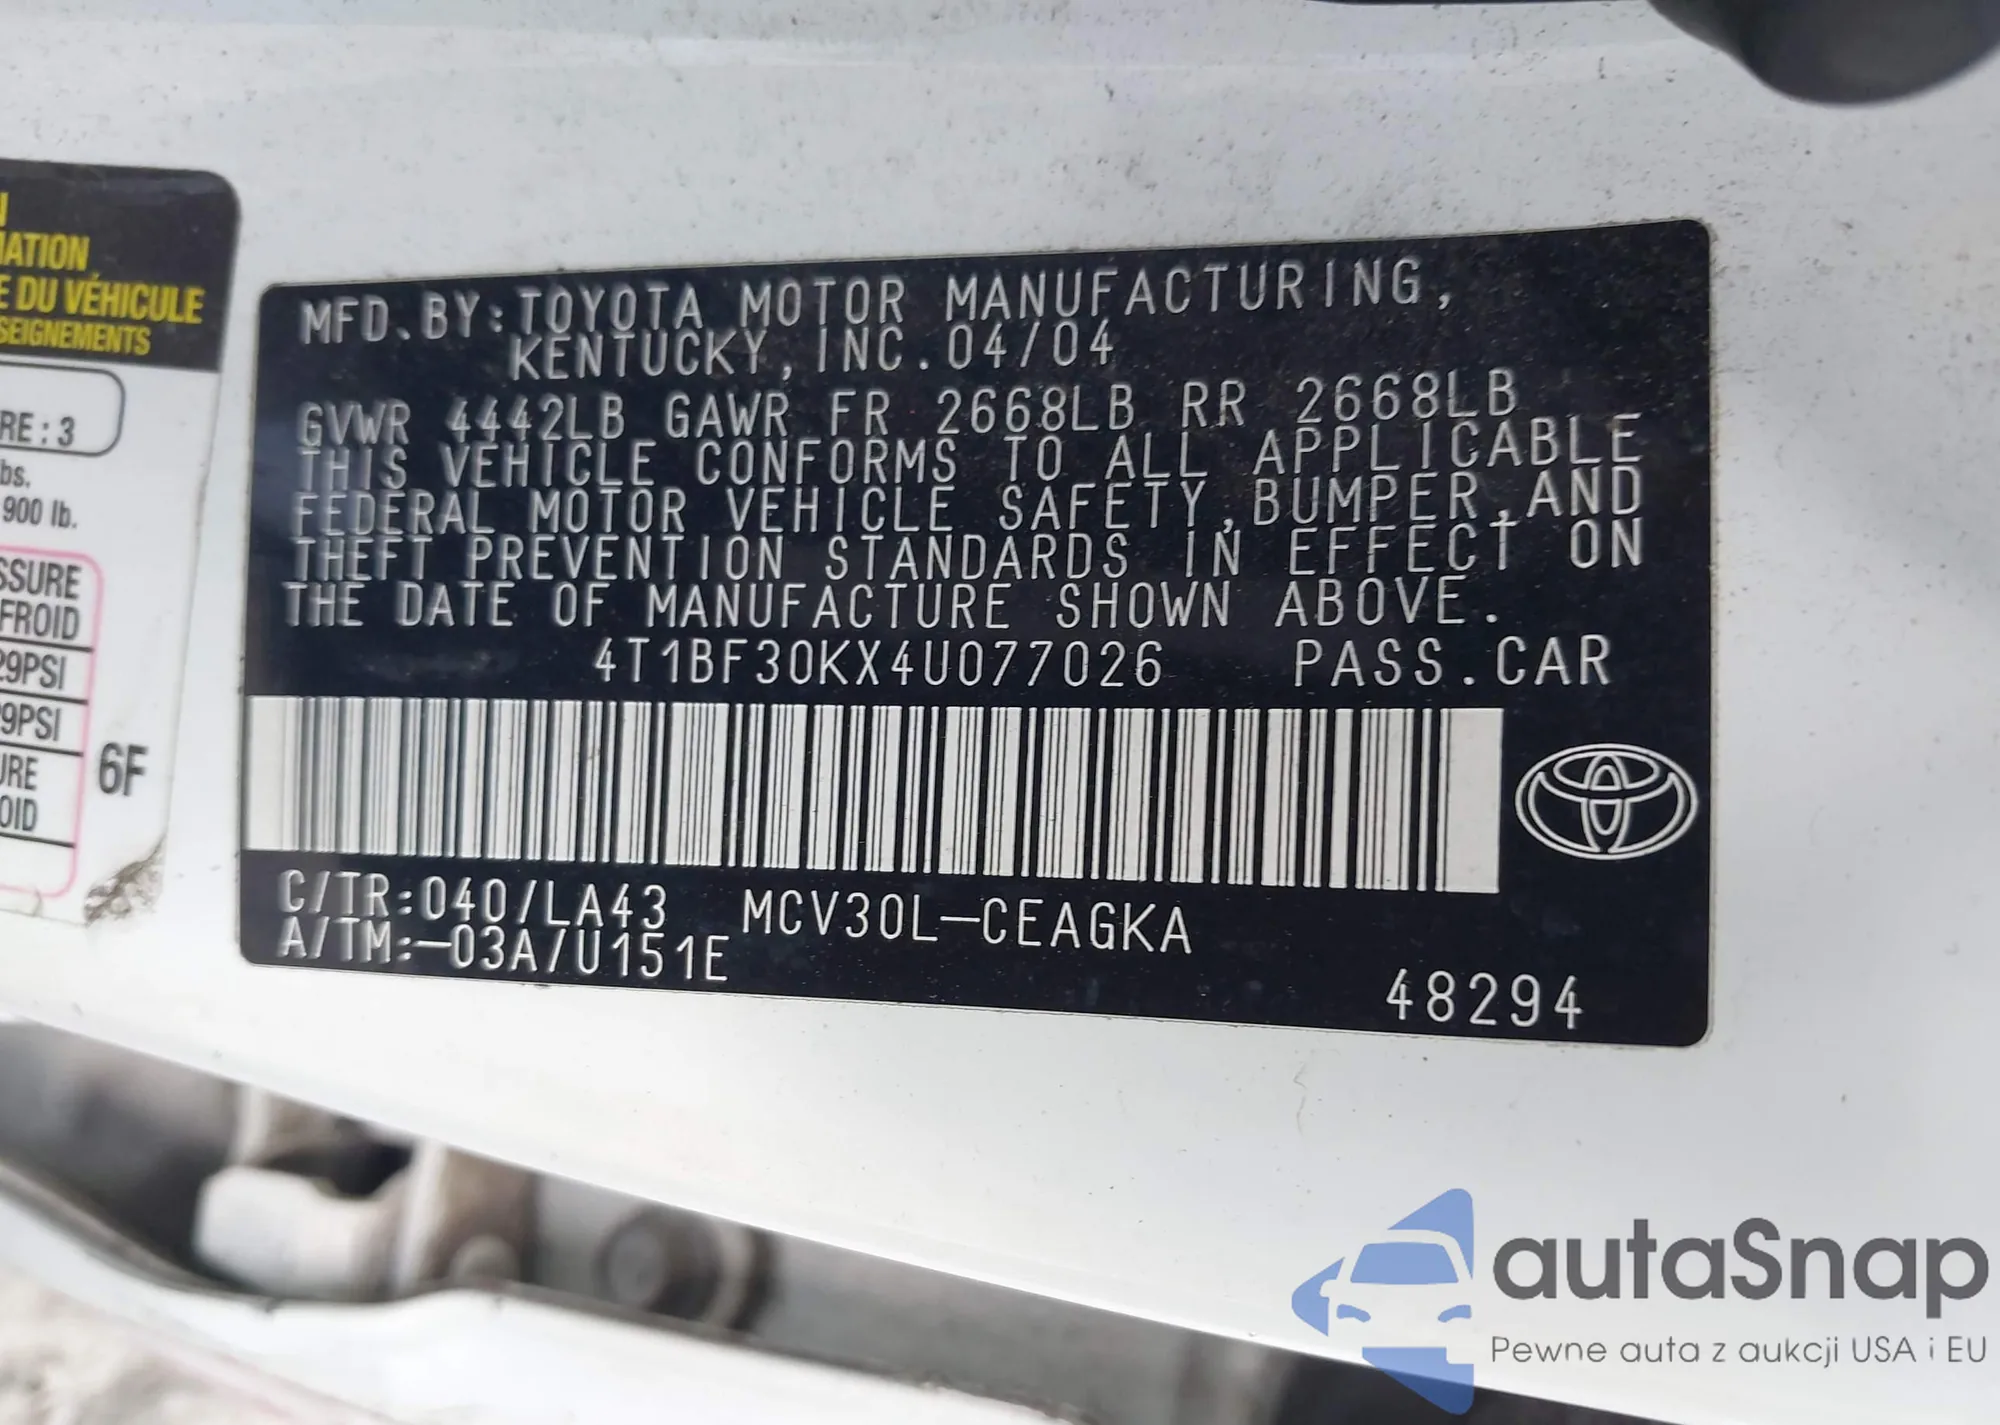 MATION
E DU VÉHICULE
SEIGNEMENTS
RE : 3
bs.
900 lb.
SSURE
FROID
29PSI
29PSI
URE
OID
6F
MFD. BY: TOYOTA MOTOR MANUFACTURING,
KENTUCKY, INC. 04/04
GVWR 4442LB GAWR FR 2668LB RR 2668LB
THIS VEHICLE CONFORMS TO ALL APPLICABLE
FEDERAL MOTOR VEHICLE SAFETY, BUMPER, AND
THEFT PREVENTION STANDARDS IN EFFECT ON
THE DATE OF MANUFACTURE SHOWN ABOVE.
4T1BF30KX4U077026 PASS. CAR
C/TR:040/LA43 MCV30L-CEAGKA
A/TM:-03A/U151E
48294
autaSnap
Pewne auta z aukcji USA i EU